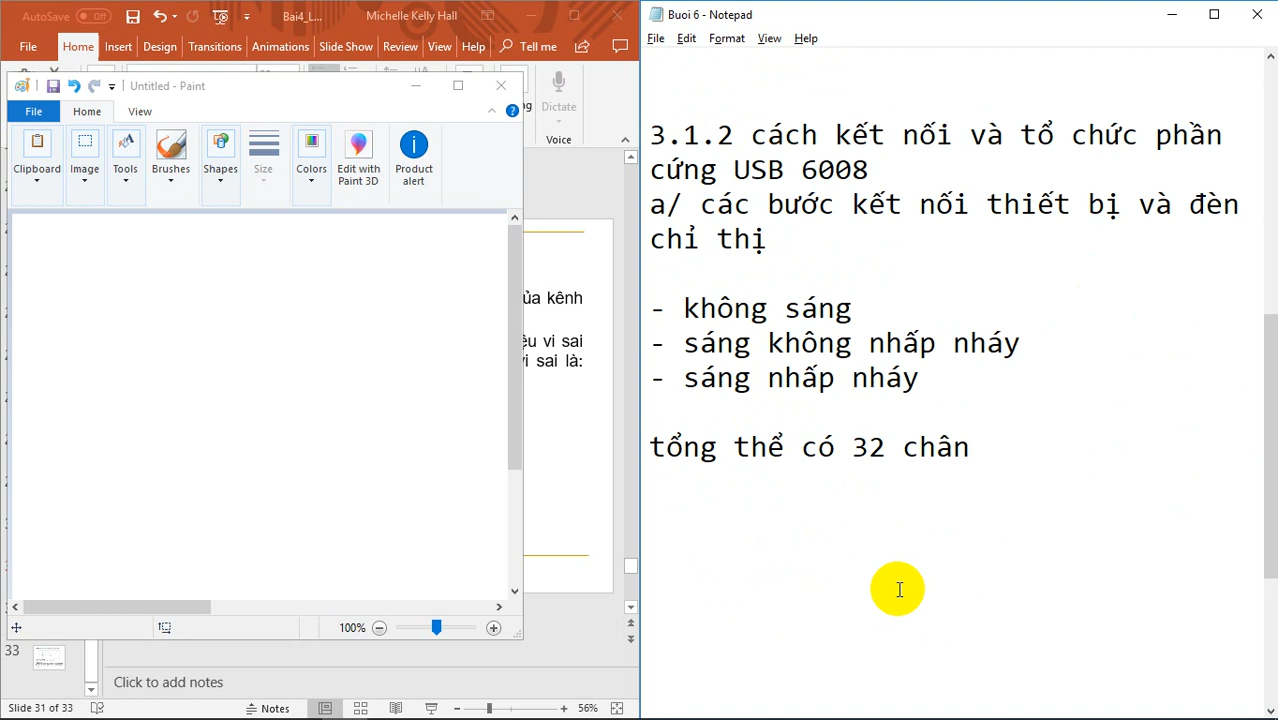 AutoSave Off Bai4_L... Michelle Kelly Hall
File Home Insert Design Transitions Animations Slide Show Review View Help Tell me
Untitled - Paint
File Home View
Clipboard Image Tools Brushes Shapes Size Colors Edit with Paint 3D Product alert
Dictate
Voice
ủa kênh
ệu vi sai
vi sai là:
100%
33
Click to add notes
Slide 31 of 33 Notes 56%
Buoi 6 - Notepad
File Edit Format View Help
3.1.2 cách kết nối và tổ chức phần
cứng USB 6008
a/ các bước kết nối thiết bị và đèn
chỉ thị
- không sáng
- sáng không nhấp nháy
- sáng nhấp nháy
tổng thể có 32 chân